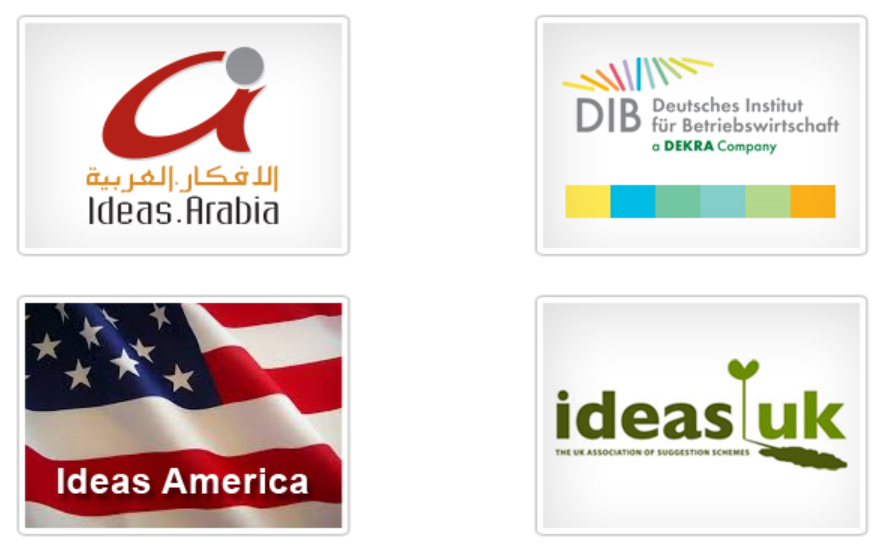 الافكار.العربية
Ideas.Arabia
DIB Deutsches Institut
für Betriebswirtschaft
a DEKRA Company
Ideas America
ideas uk
THE UK ASSOCIATION OF SUGGESTION SCHEMES